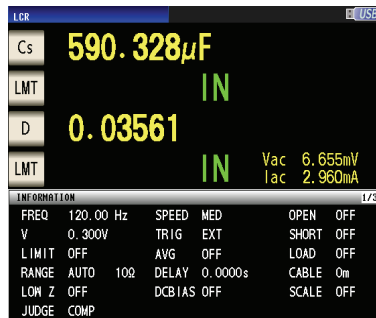 LCR USB
Cs 590.328μF
LMT IN
D 0.03561
LMT IN Vac 6.655mV
Iac 2.960mA
INFORMATION 1/3
FREQ 120.00 Hz SPEED MED OPEN OFF
V 0.300V TRIG EXT SHORT OFF
LIMIT OFF AVG OFF LOAD OFF
RANGE AUTO 10Ω DELAY 0.0000s CABLE 0m
LOW Z OFF DCBIAS OFF SCALE OFF
JUDGE COMP